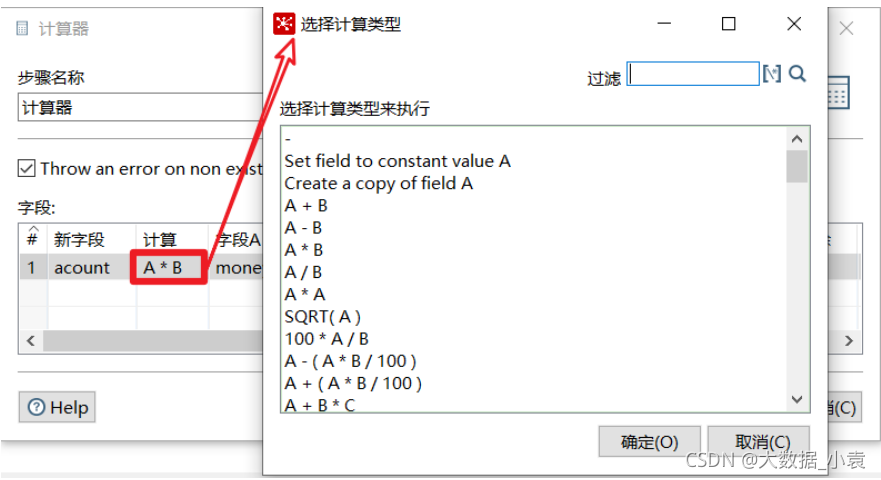 计算器
选择计算类型
步骤名称
计算器
过滤
选择计算类型来执行
Throw an error on non exist
字段:
# 新字段 计算 字段A
1 acount A * B mone
-
Set field to constant value A
Create a copy of field A
A + B
A - B
A * B
A / B
A * A
SQRT( A )
100 * A / B
A - ( A * B / 100 )
A + ( A * B / 100 )
A + B * C
Help
确定(O)
取消(C)
消(C)
CSDN @大数据_小袁